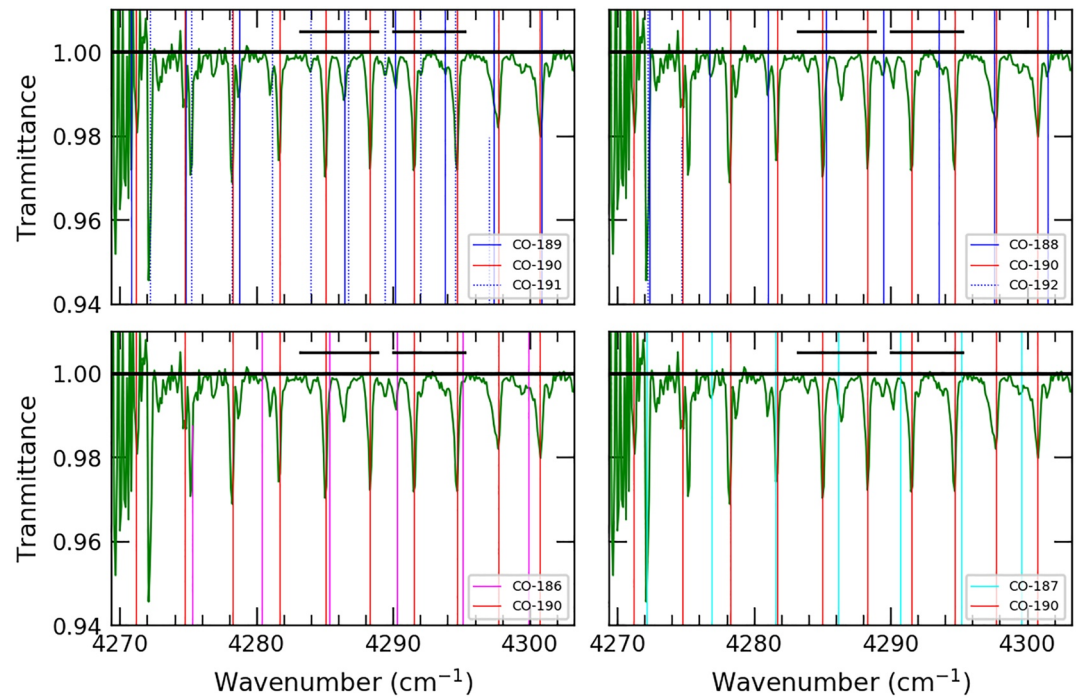 1.00
0.98
0.96
0.94
Tranmittance
CO-189
CO-190
CO-191
CO-188
CO-190
CO-192
1.00
0.98
0.96
0.94
Tranmittance
CO-186
CO-190
CO-187
CO-190
4270 4280 4290 4300
4270 4280 4290 4300
Wavenumber (cm⁻¹)
Wavenumber (cm⁻¹)